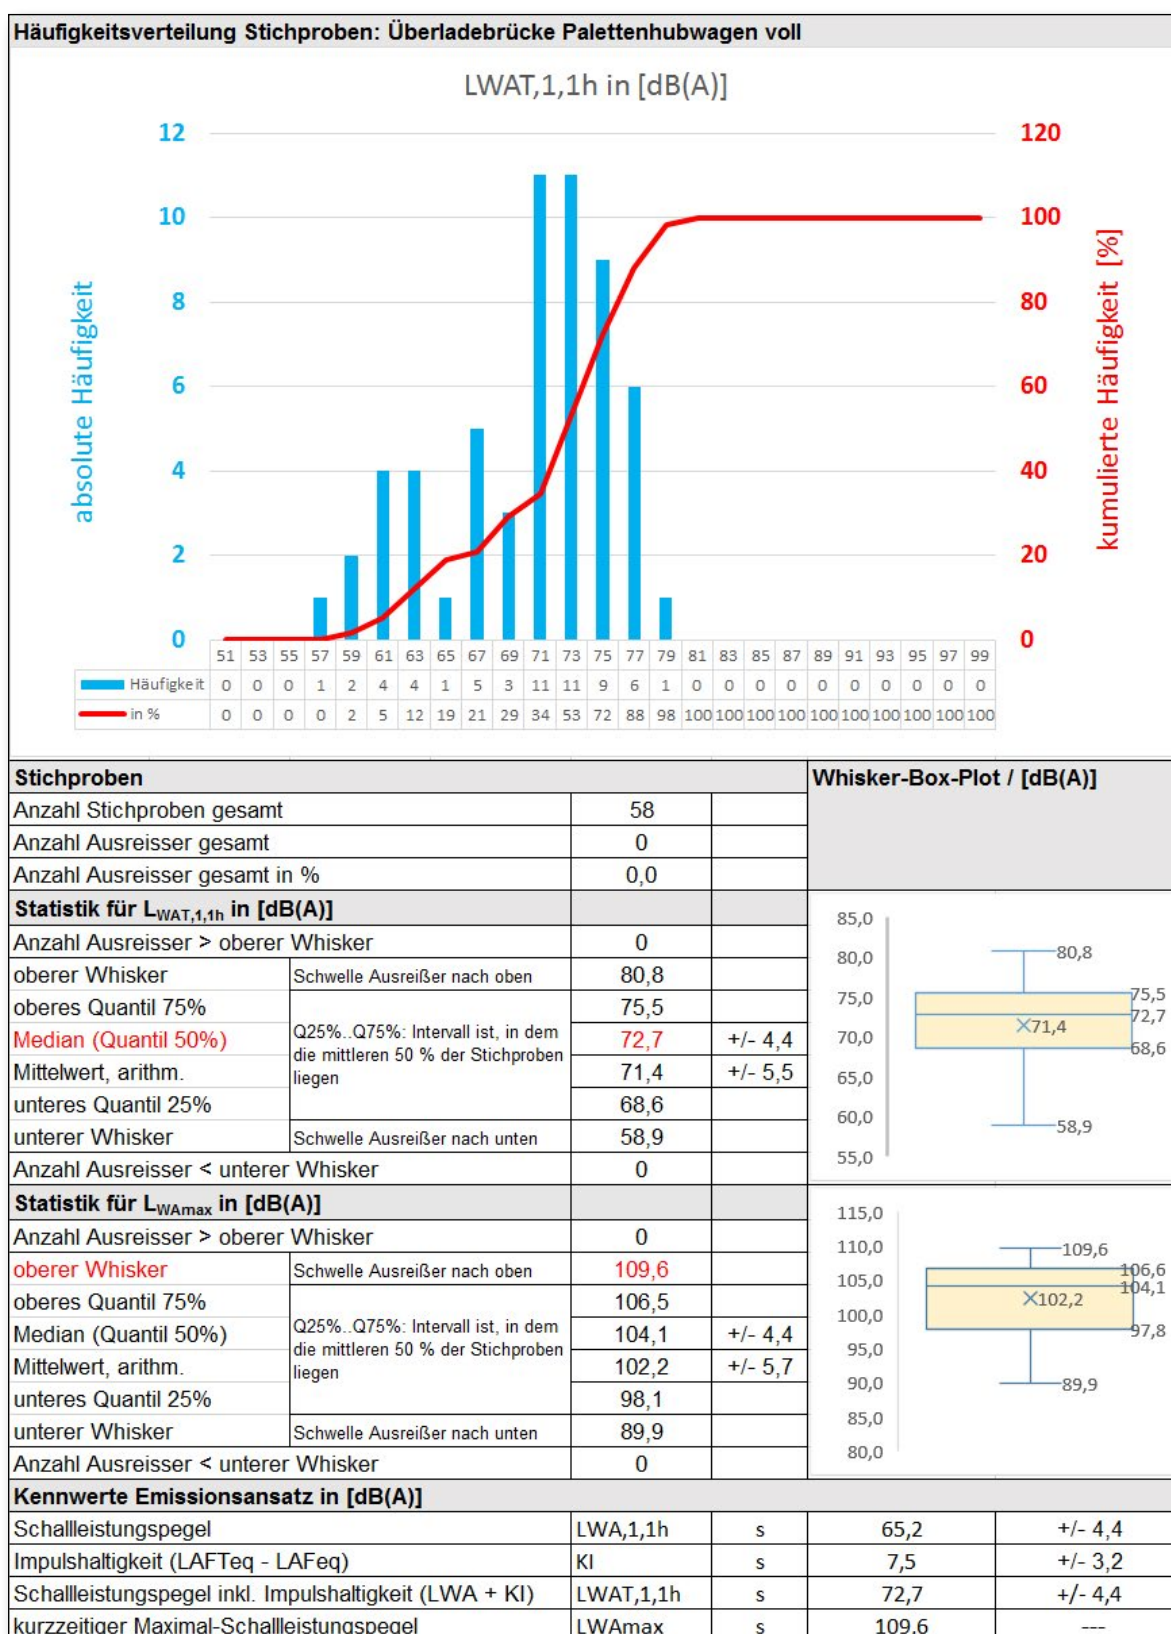 Häufigkeitsverteilung Stichproben: Überladebrücke Palettenhubwagen voll
LWAT,1,1h in [dB(A)]
12 120
10 100
8 80
6 60
4 40
2 20
0 0
absolute Häufigkeit
kumulierte Häufigkeit [%]
51 53 55 57 59 61 63 65 67 69 71 73 75 77 79 81 83 85 87 89 91 93 95 97 99
Häufigkeit 0 0 0 1 2 4 4 1 5 3 11 11 9 6 1 0 0 0 0 0 0 0 0 0 0
in % 0 0 0 0 2 5 12 19 21 29 34 53 72 88 98 100 100 100 100 100 100 100 100 100 100
Stichproben Whisker-Box-Plot / [dB(A)]
Anzahl Stichproben gesamt 58
Anzahl Ausreisser gesamt 0
Anzahl Ausreisser gesamt in % 0,0
Statistik für LWAT,1,1h in [dB(A)]
Anzahl Ausreisser > oberer Whisker 0
oberer Whisker Schwelle Ausreißer nach oben 80,8
oberes Quantil 75% 75,5
Median (Quantil 50%) 72,7 +/- 4,4
Q25%..Q75%: Intervall ist, in dem
die mittleren 50 % der Stichproben
liegen
Mittelwert, arithm. 71,4 +/- 5,5
unteres Quantil 25% 68,6
unterer Whisker Schwelle Ausreißer nach unten 58,9
Anzahl Ausreisser < unterer Whisker 0
85,0
80,0
75,0
70,0
65,0
60,0
55,0
80,8
75,5
72,7
71,4
68,6
58,9
Statistik für LWAmax in [dB(A)]
Anzahl Ausreisser > oberer Whisker 0
oberer Whisker Schwelle Ausreißer nach oben 109,6
oberes Quantil 75% 106,5
Median (Quantil 50%) 104,1 +/- 4,4
Q25%..Q75%: Intervall ist, in dem
die mittleren 50 % der Stichproben
liegen
Mittelwert, arithm. 102,2 +/- 5,7
unteres Quantil 25% 98,1
unterer Whisker Schwelle Ausreißer nach unten 89,9
Anzahl Ausreisser < unterer Whisker 0
115,0
110,0
105,0
100,0
95,0
90,0
85,0
80,0
109,6
106,6
104,1
102,2
97,8
89,9
Kennwerte Emissionsansatz in [dB(A)]
Schallleistungspegel LWA,1,1h s 65,2 +/- 4,4
Impulshaltigkeit (LAFTeq - LAFeq) KI s 7,5 +/- 3,2
Schallleistungspegel inkl. Impulshaltigkeit (LWA + KI) LWAT,1,1h s 72,7 +/- 4,4
kurzzeitiger Maximal-Schallleistungspegel LWAmax s 109,6 ---